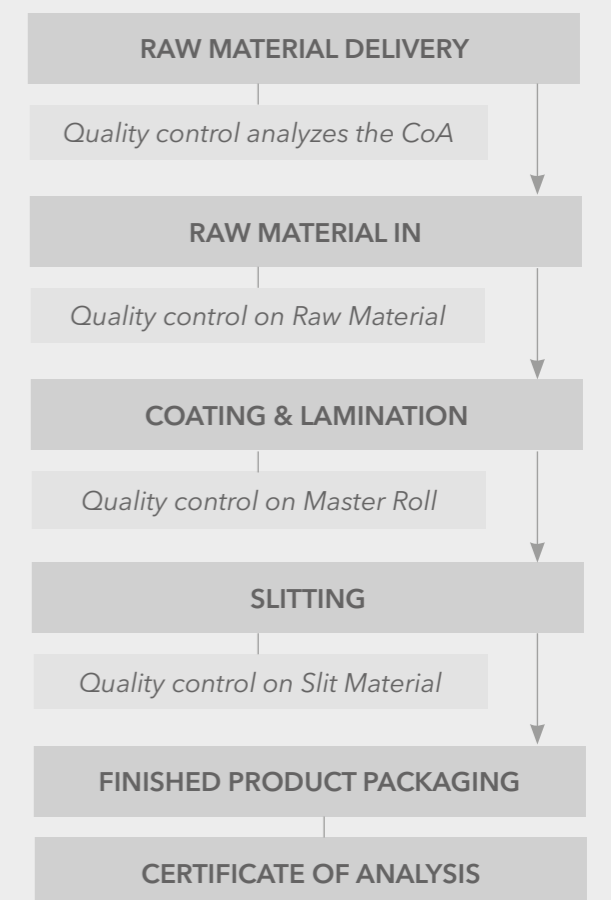 RAW MATERIAL DELIVERY
Quality control analyzes the CoA
RAW MATERIAL IN
Quality control on Raw Material
COATING & LAMINATION
Quality control on Master Roll
SLITTING
Quality control on Slit Material
FINISHED PRODUCT PACKAGING
CERTIFICATE OF ANALYSIS